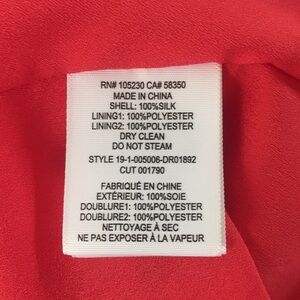 RN# 105230 CA# 58350
MADE IN CHINA
SHELL: 100%SILK
LINING1: 100%POLYESTER
LINING2: 100%POLYESTER
DRY CLEAN
DO NOT STEAM
STYLE 19-1-005006-DR01892
CUT 001790
FABRIQUÉ EN CHINE
EXTÉRIEUR: 100%SOIE
DOUBLURE1: 100%POLYESTER
DOUBLURE2: 100%POLYESTER
NETTOYAGE À SEC
NE PAS EXPOSER À LA VAPEUR